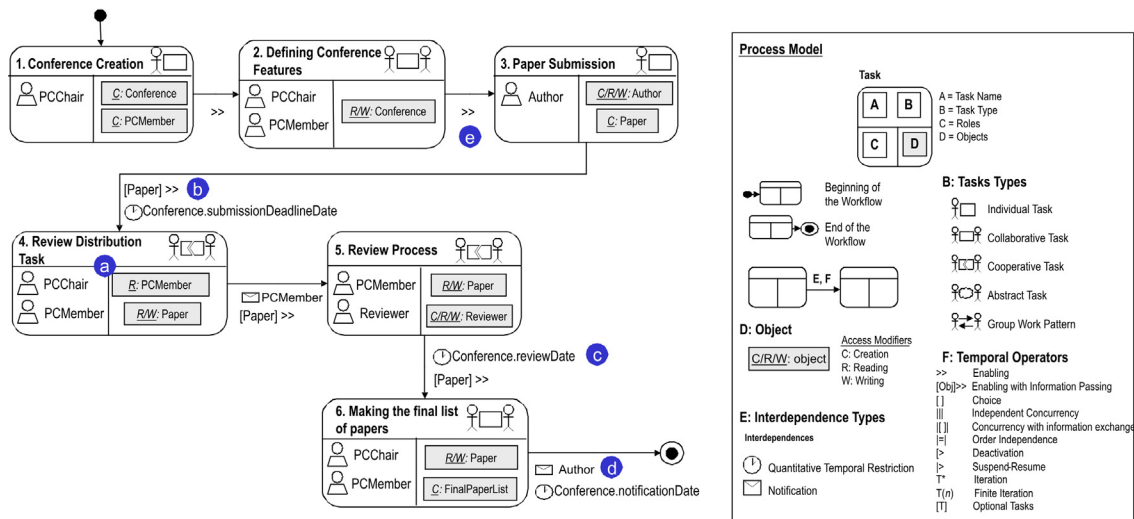 1. Conference Creation
PCChair
C: Conference
C: PCMember
>>
2. Defining Conference
Features
PCChair
PCMember
R/W: Conference
>>
e
3. Paper Submission
Author
C/R/W: Author
C: Paper
[Paper] >>
b
Conference.submissionDeadlineDate
4. Review Distribution
Task
a
PCChair
PCMember
R: PCMember
R/W: Paper
PCMember
[Paper] >>
5. Review Process
PCMember
Reviewer
R/W: Paper
C/R/W: Reviewer
Conference.reviewDate
c
[Paper] >>
6. Making the final list
of papers
PCChair
PCMember
R/W: Paper
C: FinalPaperList
Author
d
Conference.notificationDate
Process Model
Task
A
B
C
D
A = Task Name
B = Task Type
C = Roles
D = Objects
Beginning of
the Workflow
End of the
Workflow
E, F
B: Tasks Types
Individual Task
Collaborative Task
Cooperative Task
Abstract Task
Group Work Pattern
D: Object
C/R/W: object
Access Modifiers
C: Creation
R: Reading
W: Writing
E: Interdependence Types
Interdependences
Quantitative Temporal Restriction
Notification
F: Temporal Operators
>> Enabling
[Obj]>> Enabling with Information Passing
[ ] Choice
||| Independent Concurrency
|[ ]| Concurrency with information exchange
|=| Order Independence
[> Deactivation
|> Suspend-Resume
T* Iteration
T(n) Finite Iteration
[T] Optional Tasks